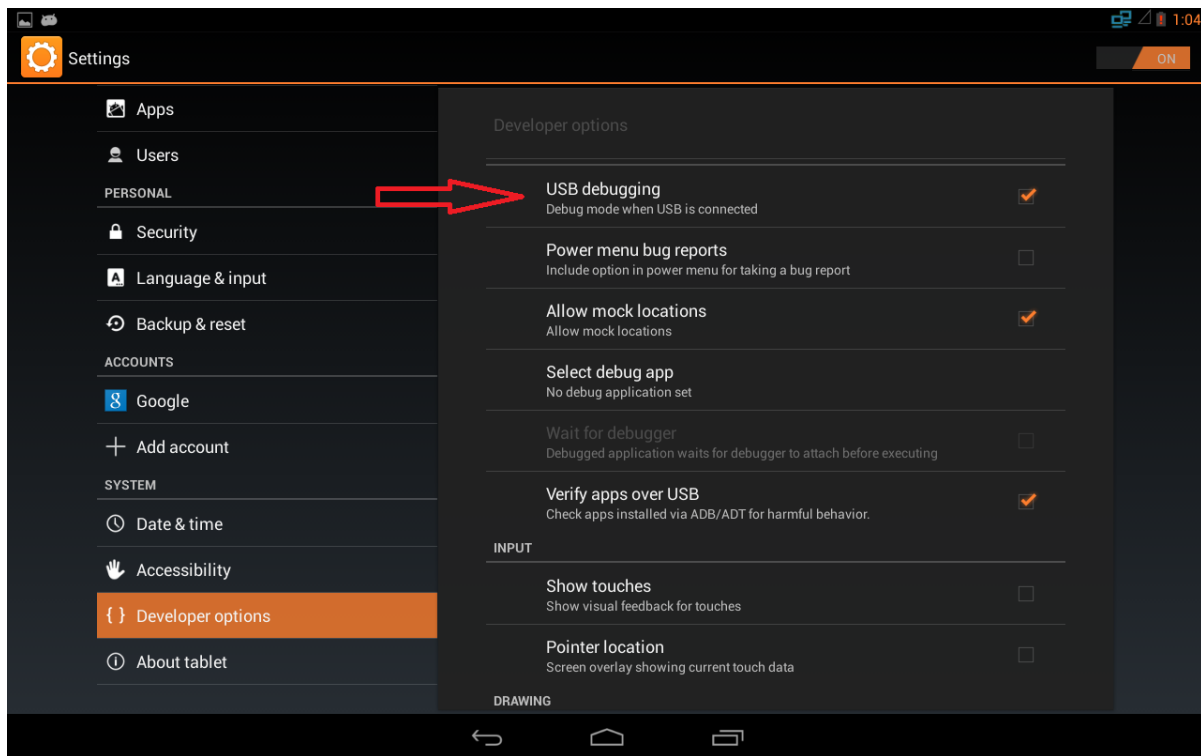 1:04
Settings
ON
Apps
Users
PERSONAL
Security
Language & input
Backup & reset
ACCOUNTS
Google
Add account
SYSTEM
Date & time
Accessibility
{ } Developer options
About tablet
Developer options
USB debugging
Debug mode when USB is connected
Power menu bug reports
Include option in power menu for taking a bug report
Allow mock locations
Allow mock locations
Select debug app
No debug application set
Wait for debugger
Debugged application waits for debugger to attach before executing
Verify apps over USB
Check apps installed via ADB/ADT for harmful behavior.
INPUT
Show touches
Show visual feedback for touches
Pointer location
Screen overlay showing current touch data
DRAWING